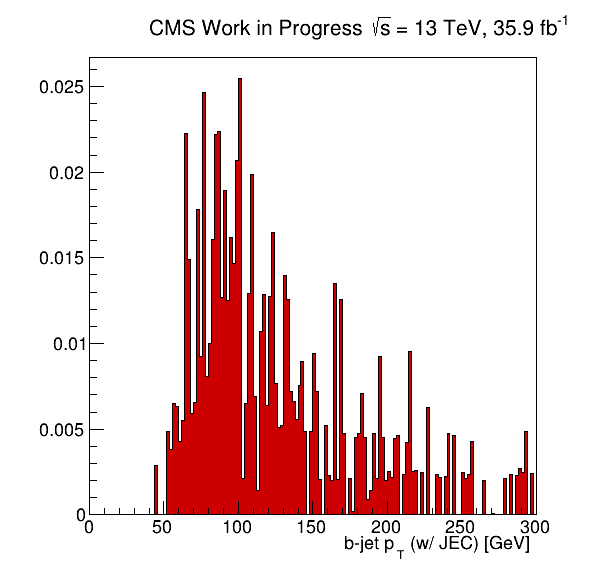 CMS Work in Progress √s = 13 TeV, 35.9 fb⁻¹
0.025
0.02
0.015
0.01
0.005
0
0 50 100 150 200 250 300
b-jet p_T (w/ JEC) [GeV]